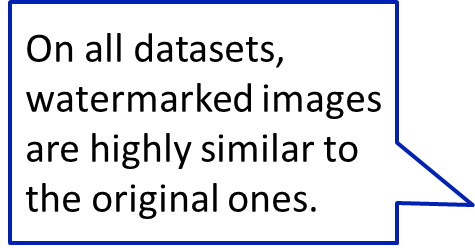 On all datasets,
watermarked images
are highly similar to
the original ones.